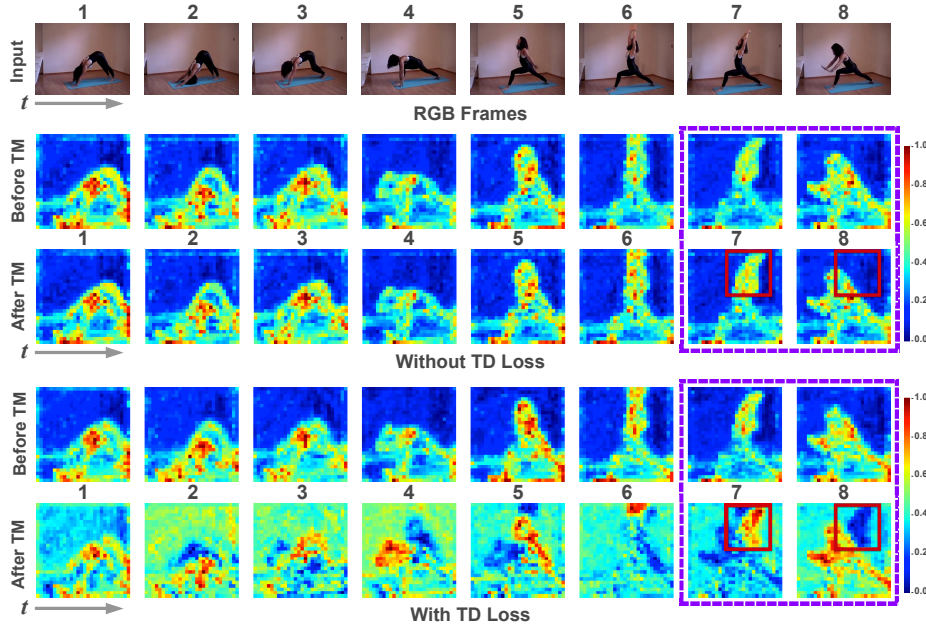 1 2 3 4 5 6 7 8
Input
t
RGB Frames
Before TM
1.0
0.8
0.6
0.4
0.2
0.0
1 2 3 4 5 6 7 8
After TM
t
Without TD Loss
Before TM
1.0
0.8
0.6
0.4
0.2
0.0
1 2 3 4 5 6 7 8
After TM
t
With TD Loss